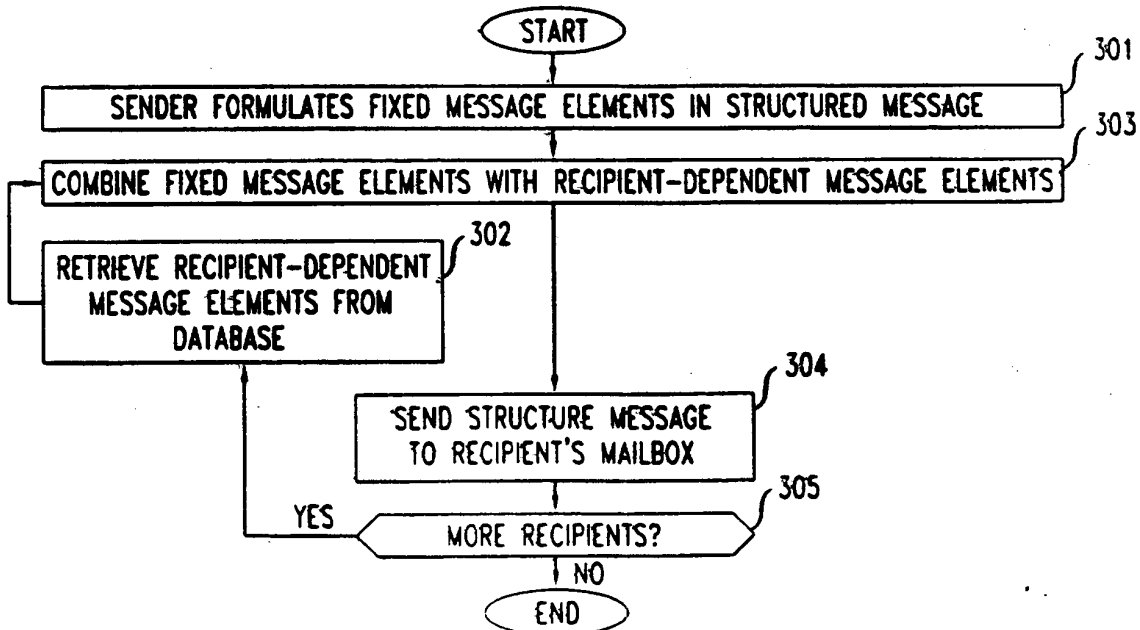 START
301
SENDER FORMULATES FIXED MESSAGE ELEMENTS IN STRUCTURED MESSAGE
303
COMBINE FIXED MESSAGE ELEMENTS WITH RECIPIENT-DEPENDENT MESSAGE ELEMENTS
302
RETRIEVE RECIPIENT-DEPENDENT
MESSAGE ELEMENTS FROM
DATABASE
304
SEND STRUCTURE MESSAGE
TO RECIPIENT'S MAILBOX
305
YES
MORE RECIPIENTS?
NO
END